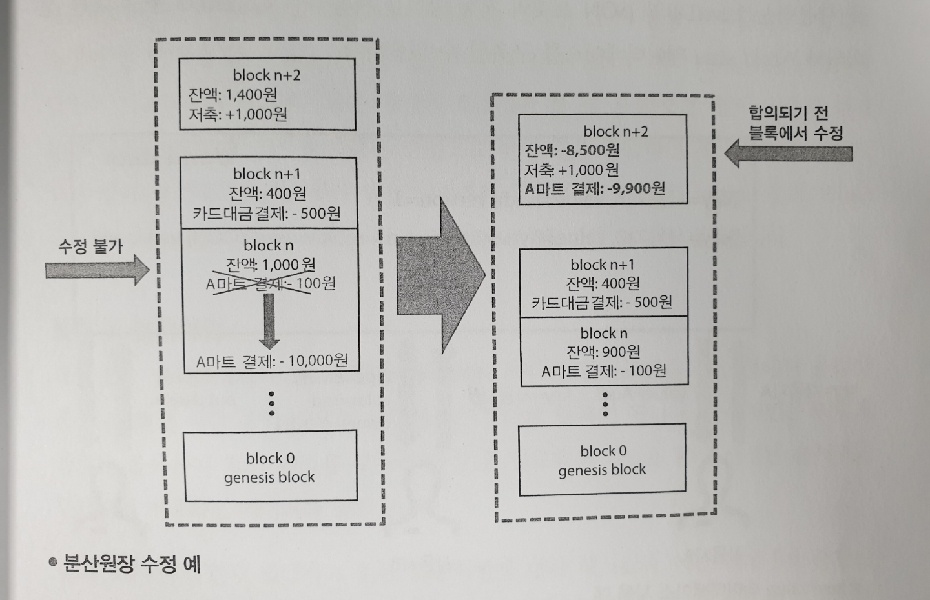 block n+2
잔액: 1,400원
저축: +1,000원
block n+1
잔액: 400원
카드대금결제: - 500원
block n
잔액: 1,000원
A마트 결제: - 100원
A마트 결제: - 10,000원
block 0
genesis block
수정 불가
block n+2
잔액: -8,500원
저축: +1,000원
A마트 결제: -9,900원
block n+1
잔액: 400원
카드대금결제: - 500원
block n
잔액: 900원
A마트 결제: - 100원
block 0
genesis block
합의되기 전
블록에서 수정
분산원장 수정 예